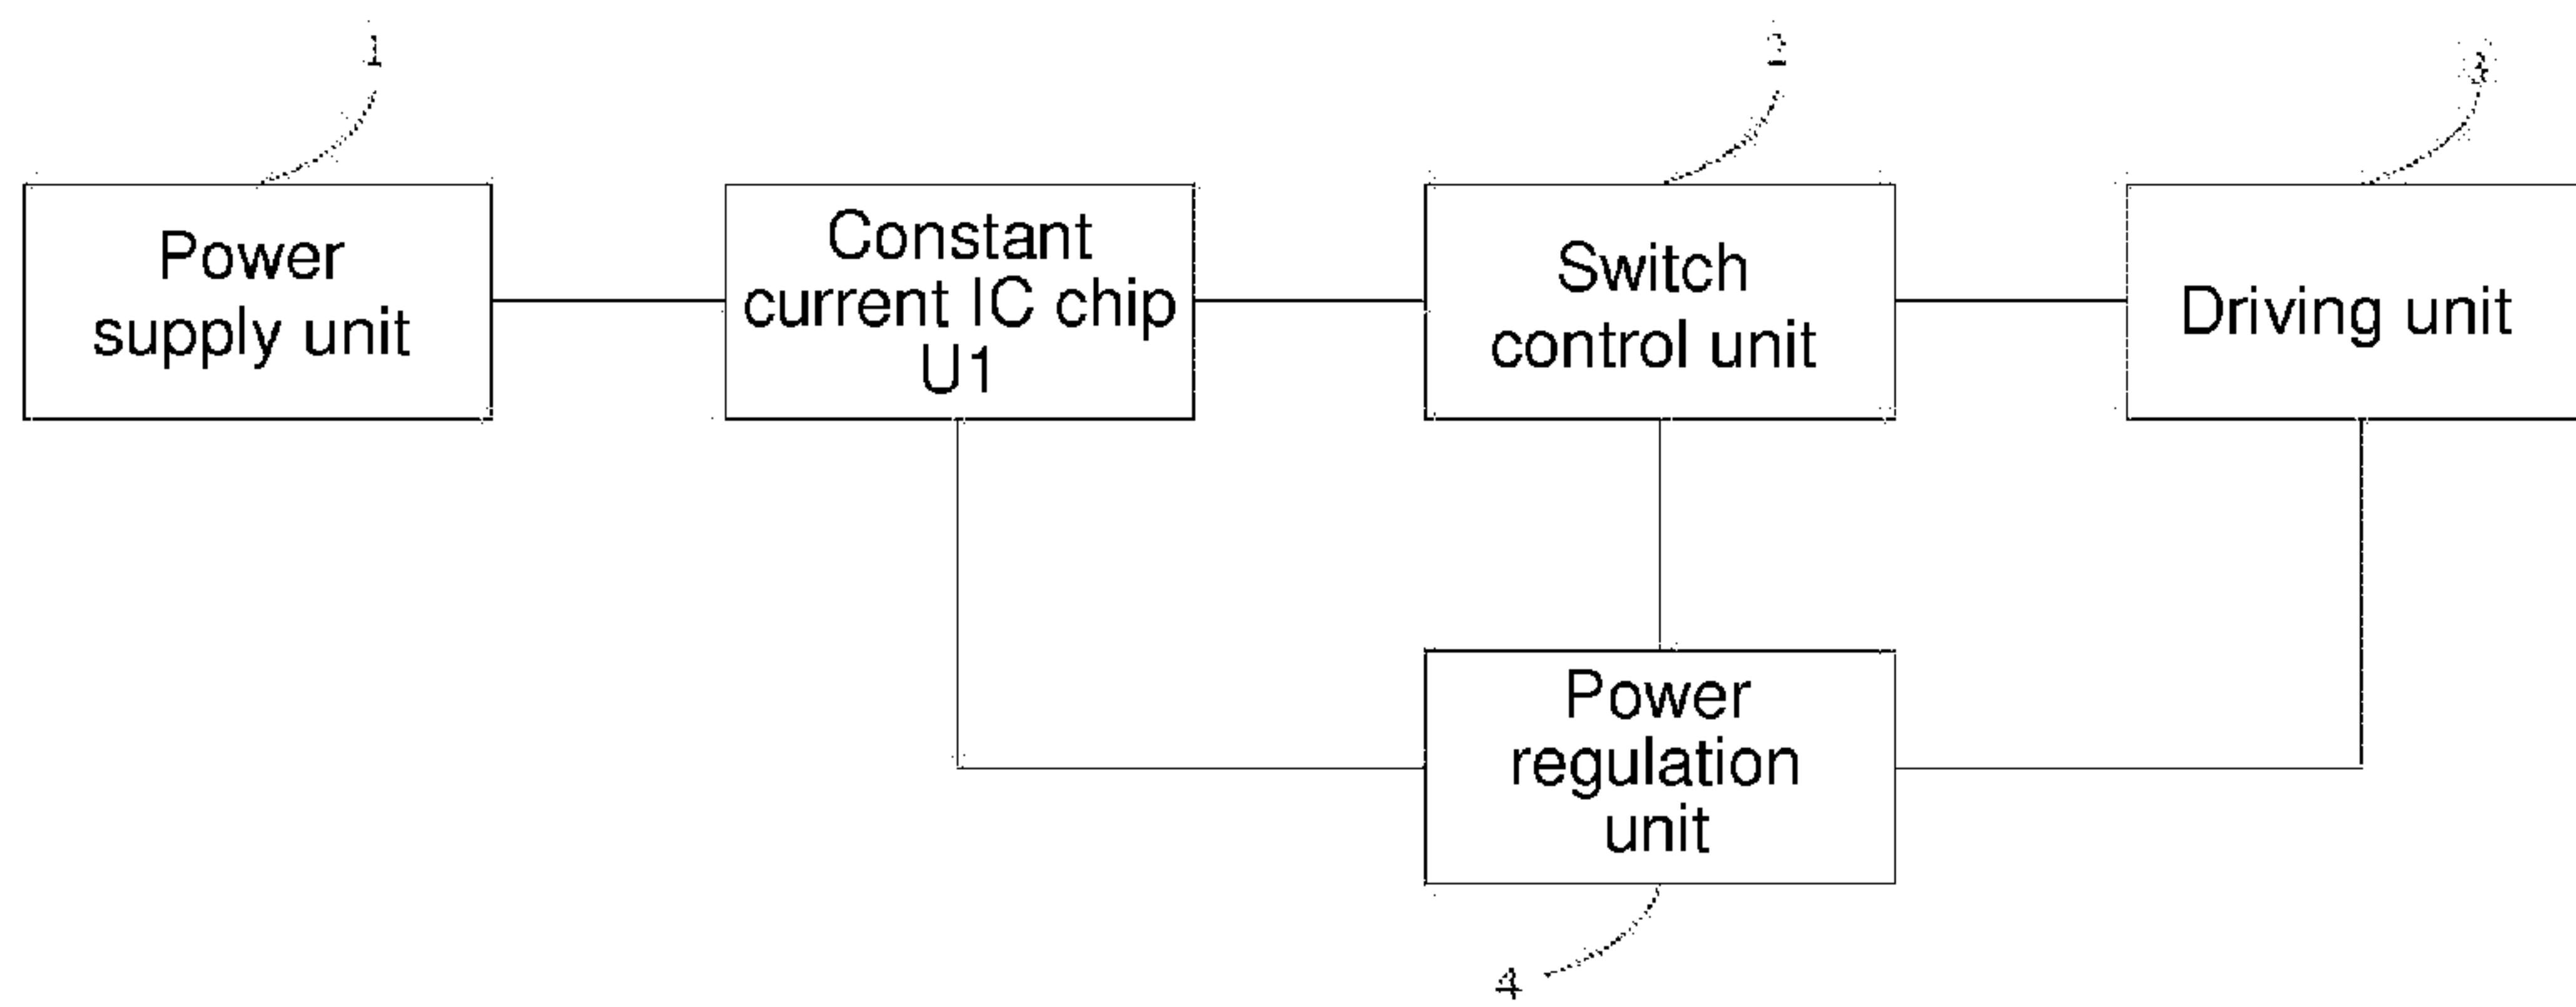 1
2
3
Power
supply unit
Constant
current IC chip
U1
Switch
control unit
Driving unit
Power
regulation
unit
4